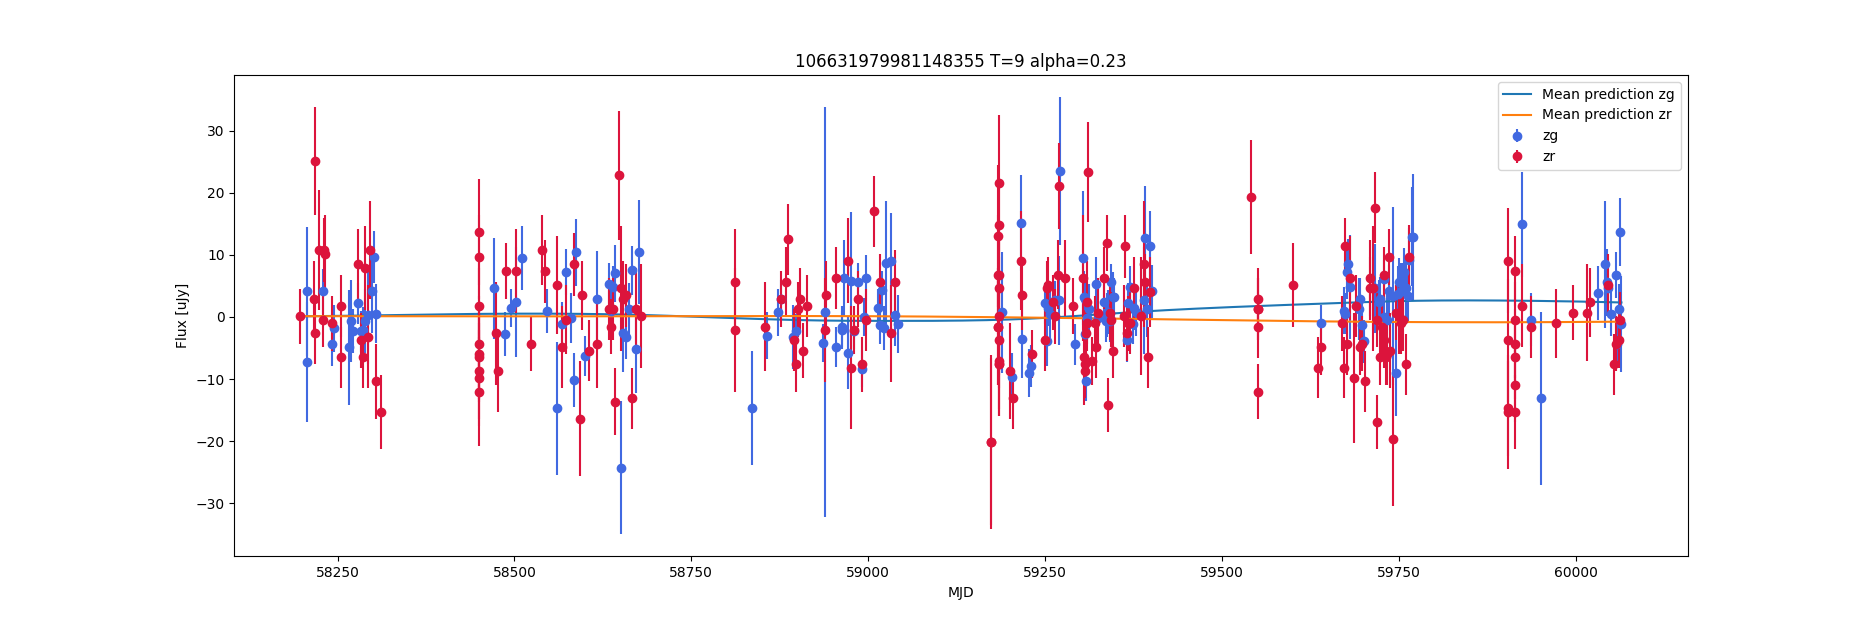 106631979981148355 T=9 alpha=0.23
Mean prediction zg
Mean prediction zr
zg
zr
Flux [uJy]
30
20
10
0
−10
−20
−30
58250 58500 58750 59000 59250 59500 59750 60000
MJD